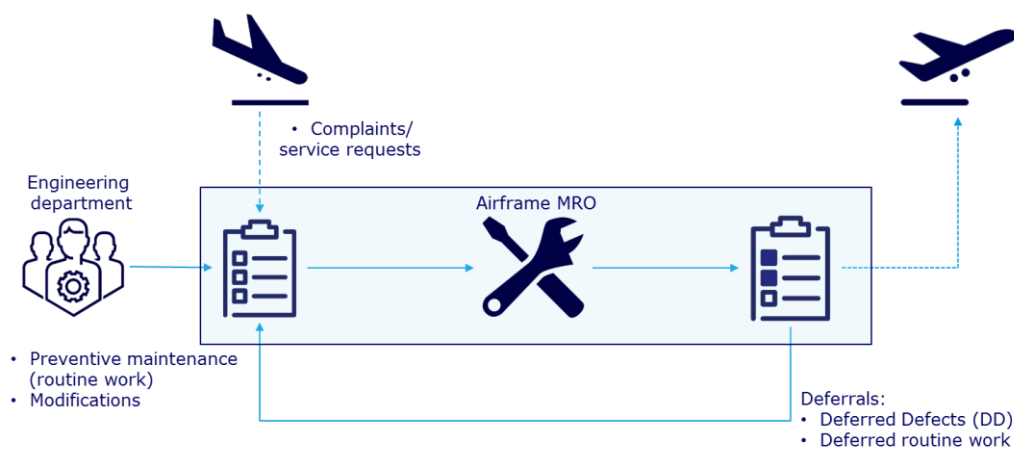 • Complaints/
service requests
Engineering
department
Airframe MRO
• Preventive maintenance
(routine work)
• Modifications
Deferrals:
• Deferred Defects (DD)
• Deferred routine work